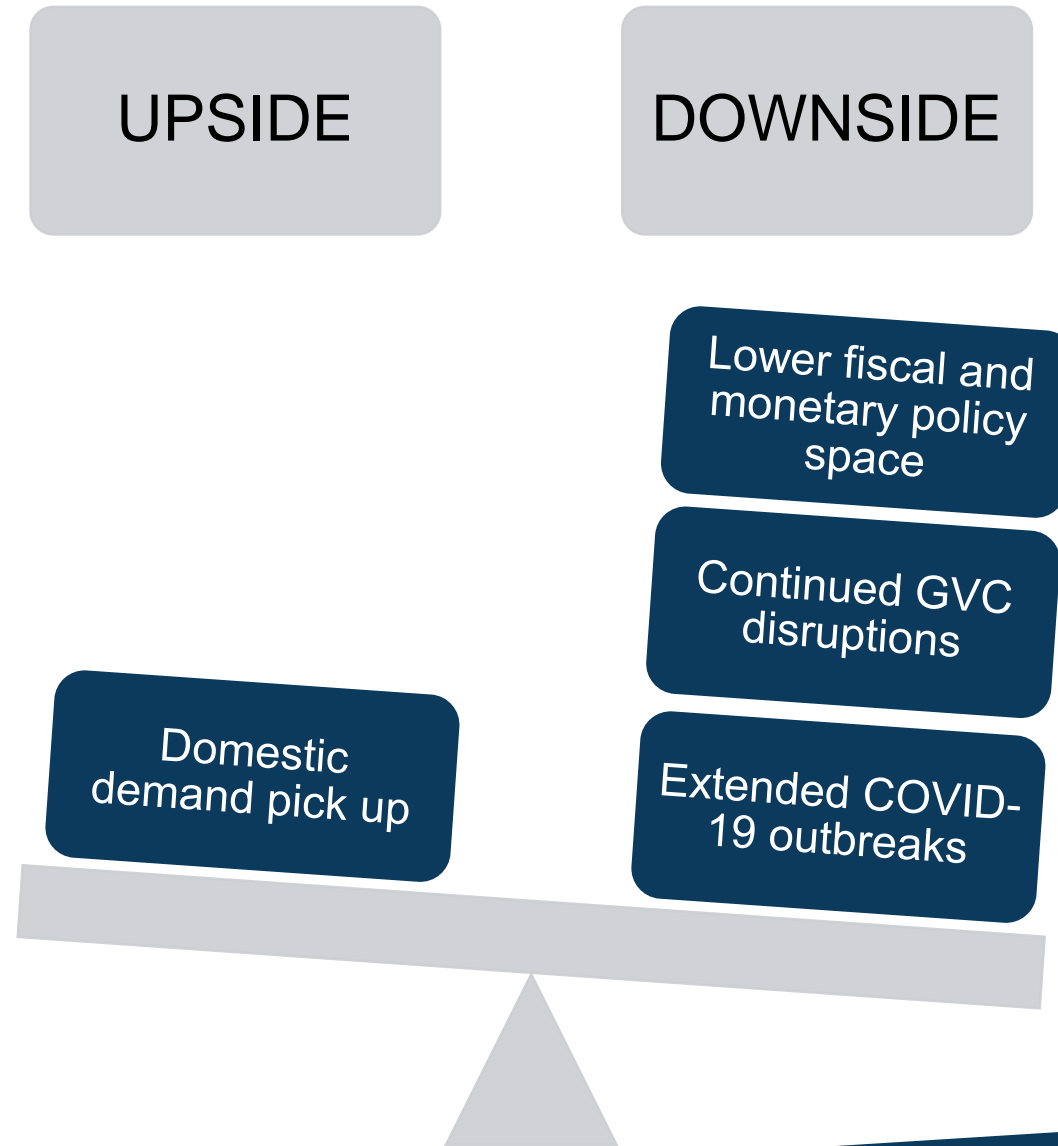 UPSIDE
DOWNSIDE
Lower fiscal and
monetary policy
space
Continued GVC
disruptions
Domestic
demand pick up
Extended COVID-
19 outbreaks